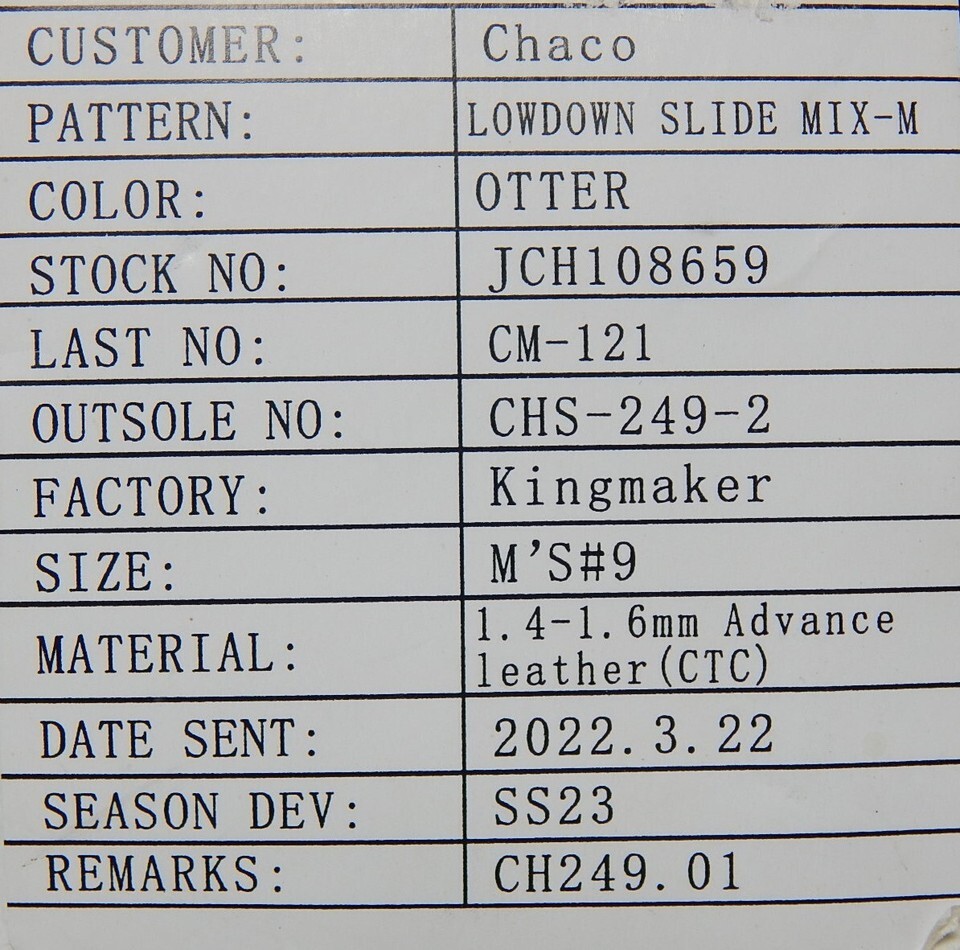 CUSTOMER: Chaco
PATTERN: LOWDOWN SLIDE MIX-M
COLOR: OTTER
STOCK NO: JCH108659
LAST NO: CM-121
OUTSOLE NO: CHS-249-2
FACTORY: Kingmaker
SIZE: M'S#9
MATERIAL: 1.4-1.6mm Advance
leather(CTC)
DATE SENT: 2022.3.22
SEASON DEV: SS23
REMARKS: CH249.01